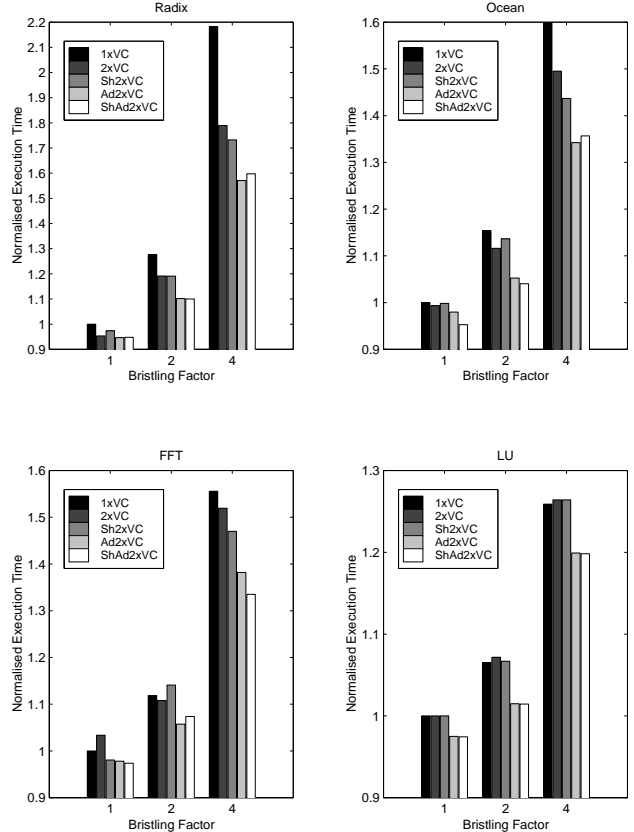 Radix
2.2
2.1
2
1.9
1.8
1.7
1.6
1.5
1.4
1.3
1.2
1.1
1
0.9
Normalised Execution Time
1xVC
2xVC
Sh2xVC
Ad2xVC
ShAd2xVC
1 2 4
Bristling Factor
Ocean
1.6
1.5
1.4
1.3
1.2
1.1
1
0.9
Normalised Execution Time
1xVC
2xVC
Sh2xVC
Ad2xVC
ShAd2xVC
1 2 4
Bristling Factor
FFT
1.6
1.5
1.4
1.3
1.2
1.1
1
0.9
Normalised Execution Time
1xVC
2xVC
Sh2xVC
Ad2xVC
ShAd2xVC
1 2 4
Bristling Factor
LU
1.3
1.2
1.1
1
0.9
Normalised Execution Time
1xVC
2xVC
Sh2xVC
Ad2xVC
ShAd2xVC
1 2 4
Bristling Factor